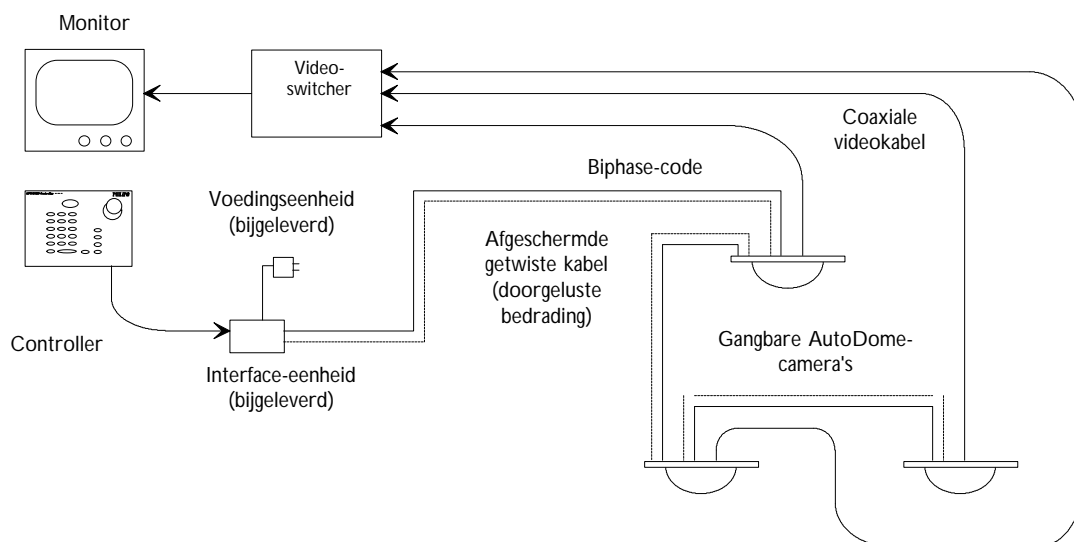 Monitor
Video-
switcher
Coaxiale
videokabel
Biphase-code
Voedingseenheid
(bijgeleverd)
Afgeschermde
getwiste kabel
(doorgeluste
bedrading)
Controller
Interface-eenheid
(bijgeleverd)
Gangbare AutoDome-
camera's